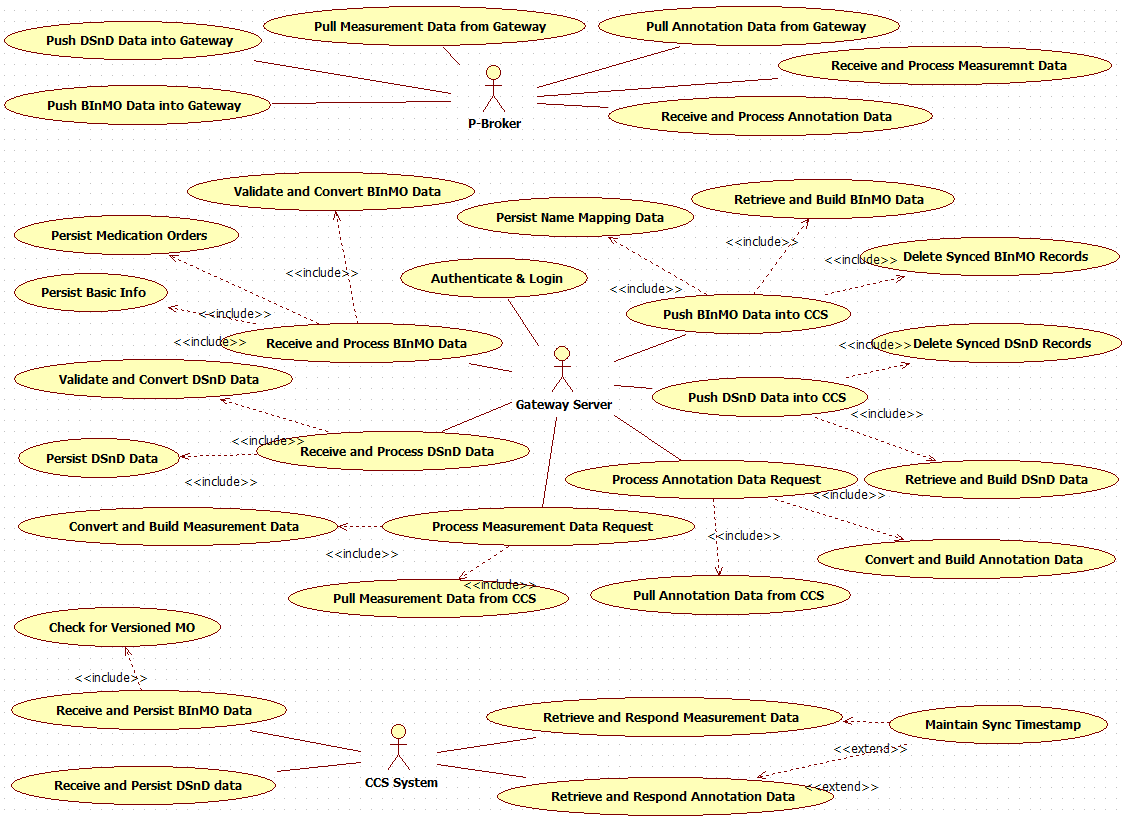 Pull Measurement Data from Gateway
Pull Annotation Data from Gateway
Push DSnD Data into Gateway
Receive and Process Measuremnt Data
Push BInMO Data into Gateway
Receive and Process Annotation Data
P-Broker
Validate and Convert BInMO Data
Retrieve and Build BInMO Data
Persist Name Mapping Data
Persist Medication Orders
<<include>>
Delete Synced BInMO Records
<<include>>
<<include>>
Authenticate & Login
<<include>>
Persist Basic Info
<<include>>
Push BInMO Data into CCS
<<include>>
Receive and Process BInMO Data
<<include>>
Delete Synced DSnD Records
Validate and Convert DSnD Data
Push DSnD Data into CCS
Gateway Server
<<include>>
<<include>>
Receive and Process DSnD Data
Persist DSnD Data
<<include>>
Process Annotation Data Request
Retrieve and Build DSnD Data
<<include>>
Convert and Build Measurement Data
Process Measurement Data Request
<<include>>
<<include>>
Convert and Build Annotation Data
<<include>>
Pull Measurement Data from CCS
Pull Annotation Data from CCS
Check for Versioned MO
<<include>>
Receive and Persist BInMO Data
Retrieve and Respond Measurement Data
Maintain Sync Timestamp
<<extend>>
CCS System
Receive and Persist DSnD data
<<extend>>
Retrieve and Respond Annotation Data